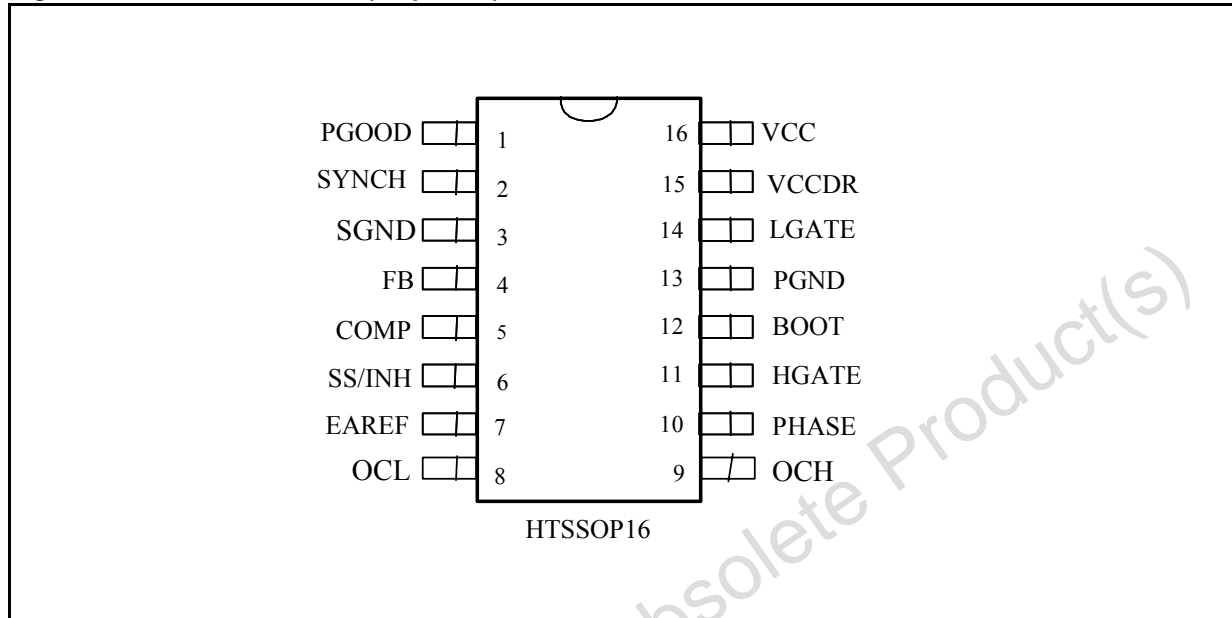 PGOOD 1 16 VCC
SYNCH 2 15 VCCDR
SGND 3 14 LGATE
FB 4 13 PGND
COMP 5 12 BOOT
SS/INH 6 11 HGATE
EAREF 7 10 PHASE
OCL 8 9 OCH
HTSSOP16
bsolete Product(s)